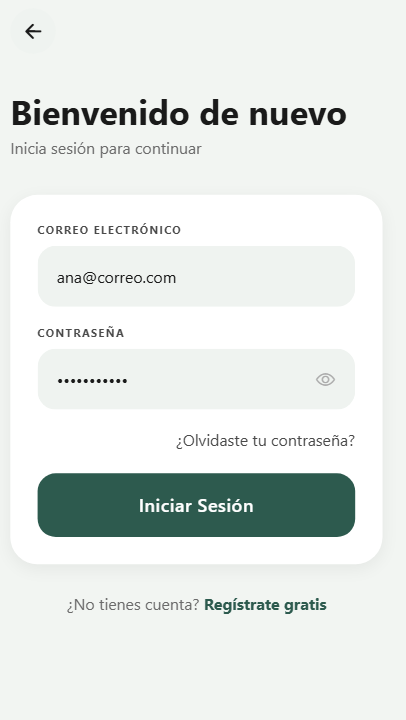 Bienvenido de nuevo
Inicia sesión para continuar
CORREO ELECTRÓNICO
ana@correo.com
CONTRASEÑA
•••••••••••
¿Olvidaste tu contraseña?
Iniciar Sesión
¿No tienes cuenta? Regístrate gratis